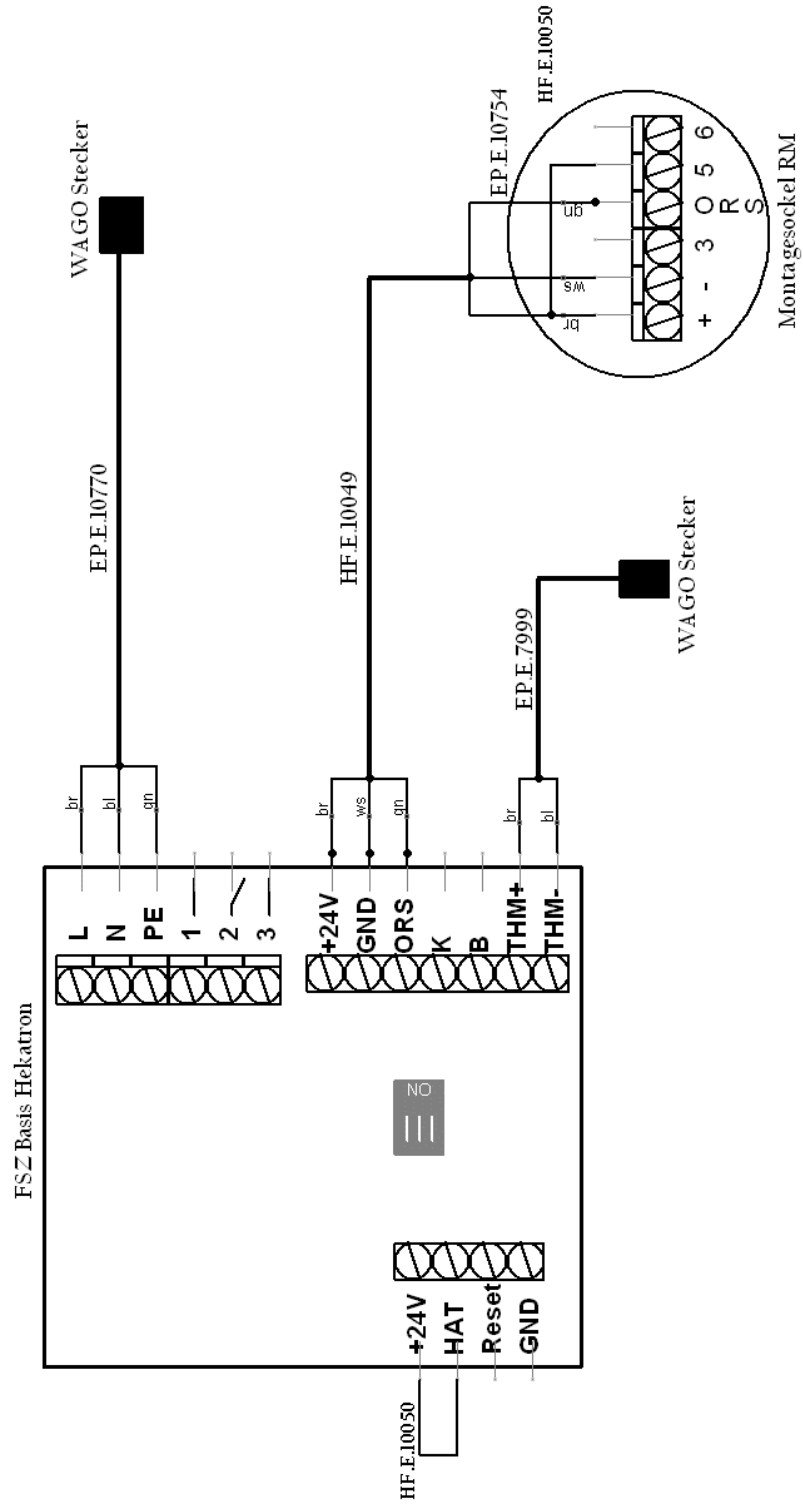 FSZ Basis Hekatron
HF.E.10050
+24V
HAT
Reset
GND
ON
L
N
PE
1
2
3
+24V
GND
ORS
K
B
THM+
THM-
br
bl
gn
EP.E.10770
WAGO Stecker
br
ws
gn
HF.E.10049
br
bl
EP.E.7999
WAGO Stecker
EP.E.10754
HF.E.10050
br
ws
gn
+
-
3
O
R
S
5
6
Montagesockel RM